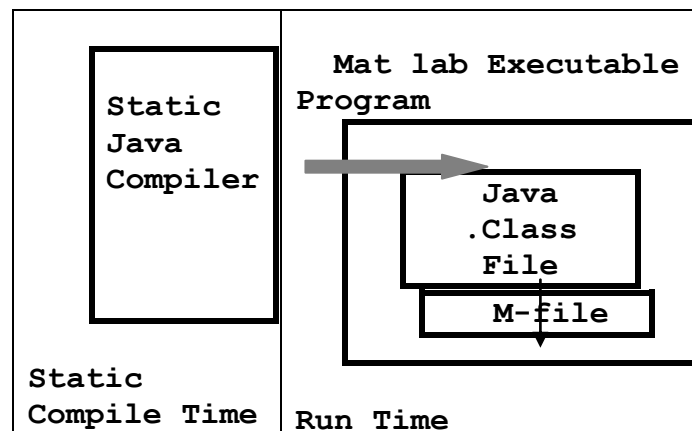 Static
Java
Compiler
Static
Compile Time
Mat lab Executable
Program
Java
.Class
File
M-file
Run Time